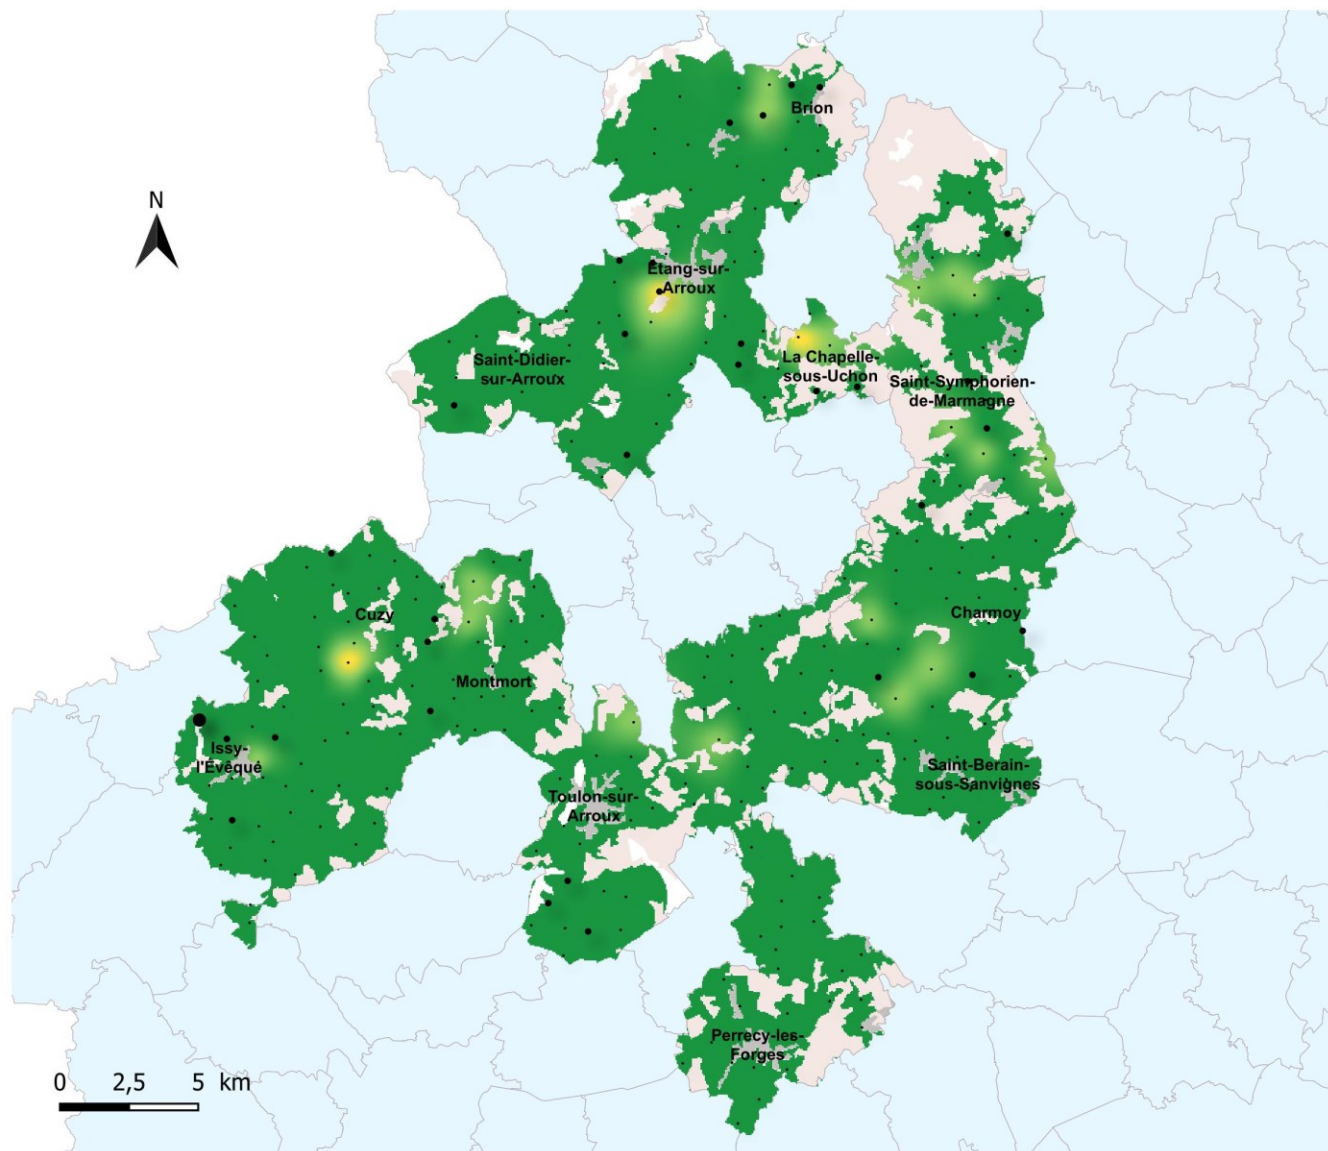 Brion
N
Étang-sur-
Arroux
Saint-Didier-
sur-Arroux
La Chapelle-
sous-Uchon
Saint-Symphorien-
de-Marmagne
Cuzy
Charmoy
Montmort
Issy-
l'Évêque
Toulon-sur-
Arroux
Saint-Berain-
sous-Sanvignes
Perrecy-les-
Forges
0 2,5 5 km